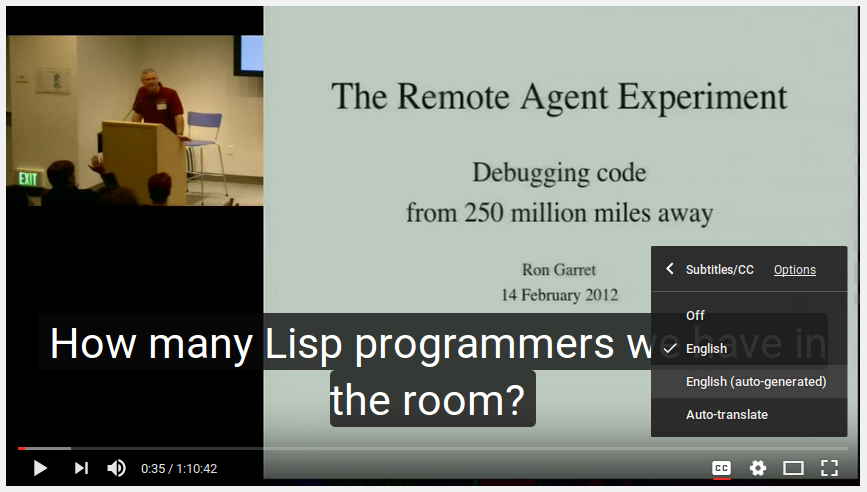 The Remote Agent Experiment
Debugging code
from 250 million miles away
Ron Garret
14 February 2012
EXIT
Subtitles/CC Options
Off
English
English (auto-generated)
Auto-translate
How many Lisp programmers we have in
the room?
0:35 / 1:10:42
CC